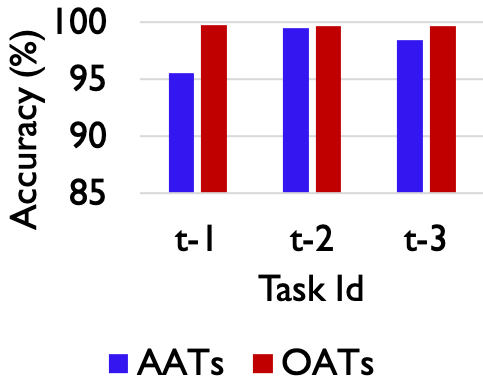 Accuracy (%)
100
95
90
85
t-1 t-2 t-3
Task Id
AATs OATs